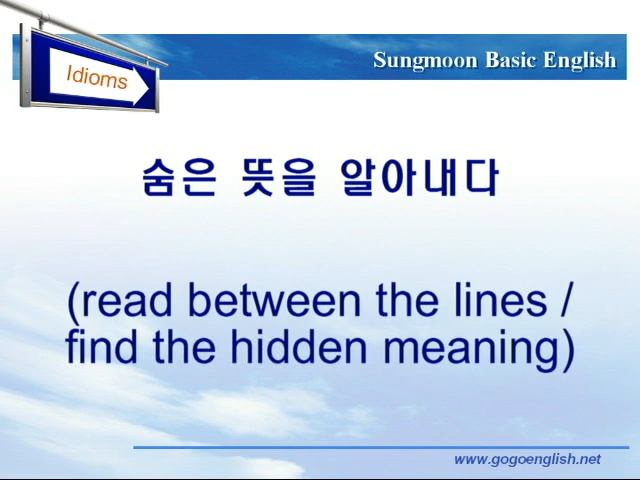 Idioms
Sungmoon Basic English
숨은 뜻을 알아내다
(read between the lines /
find the hidden meaning)
www.gogoenglish.net